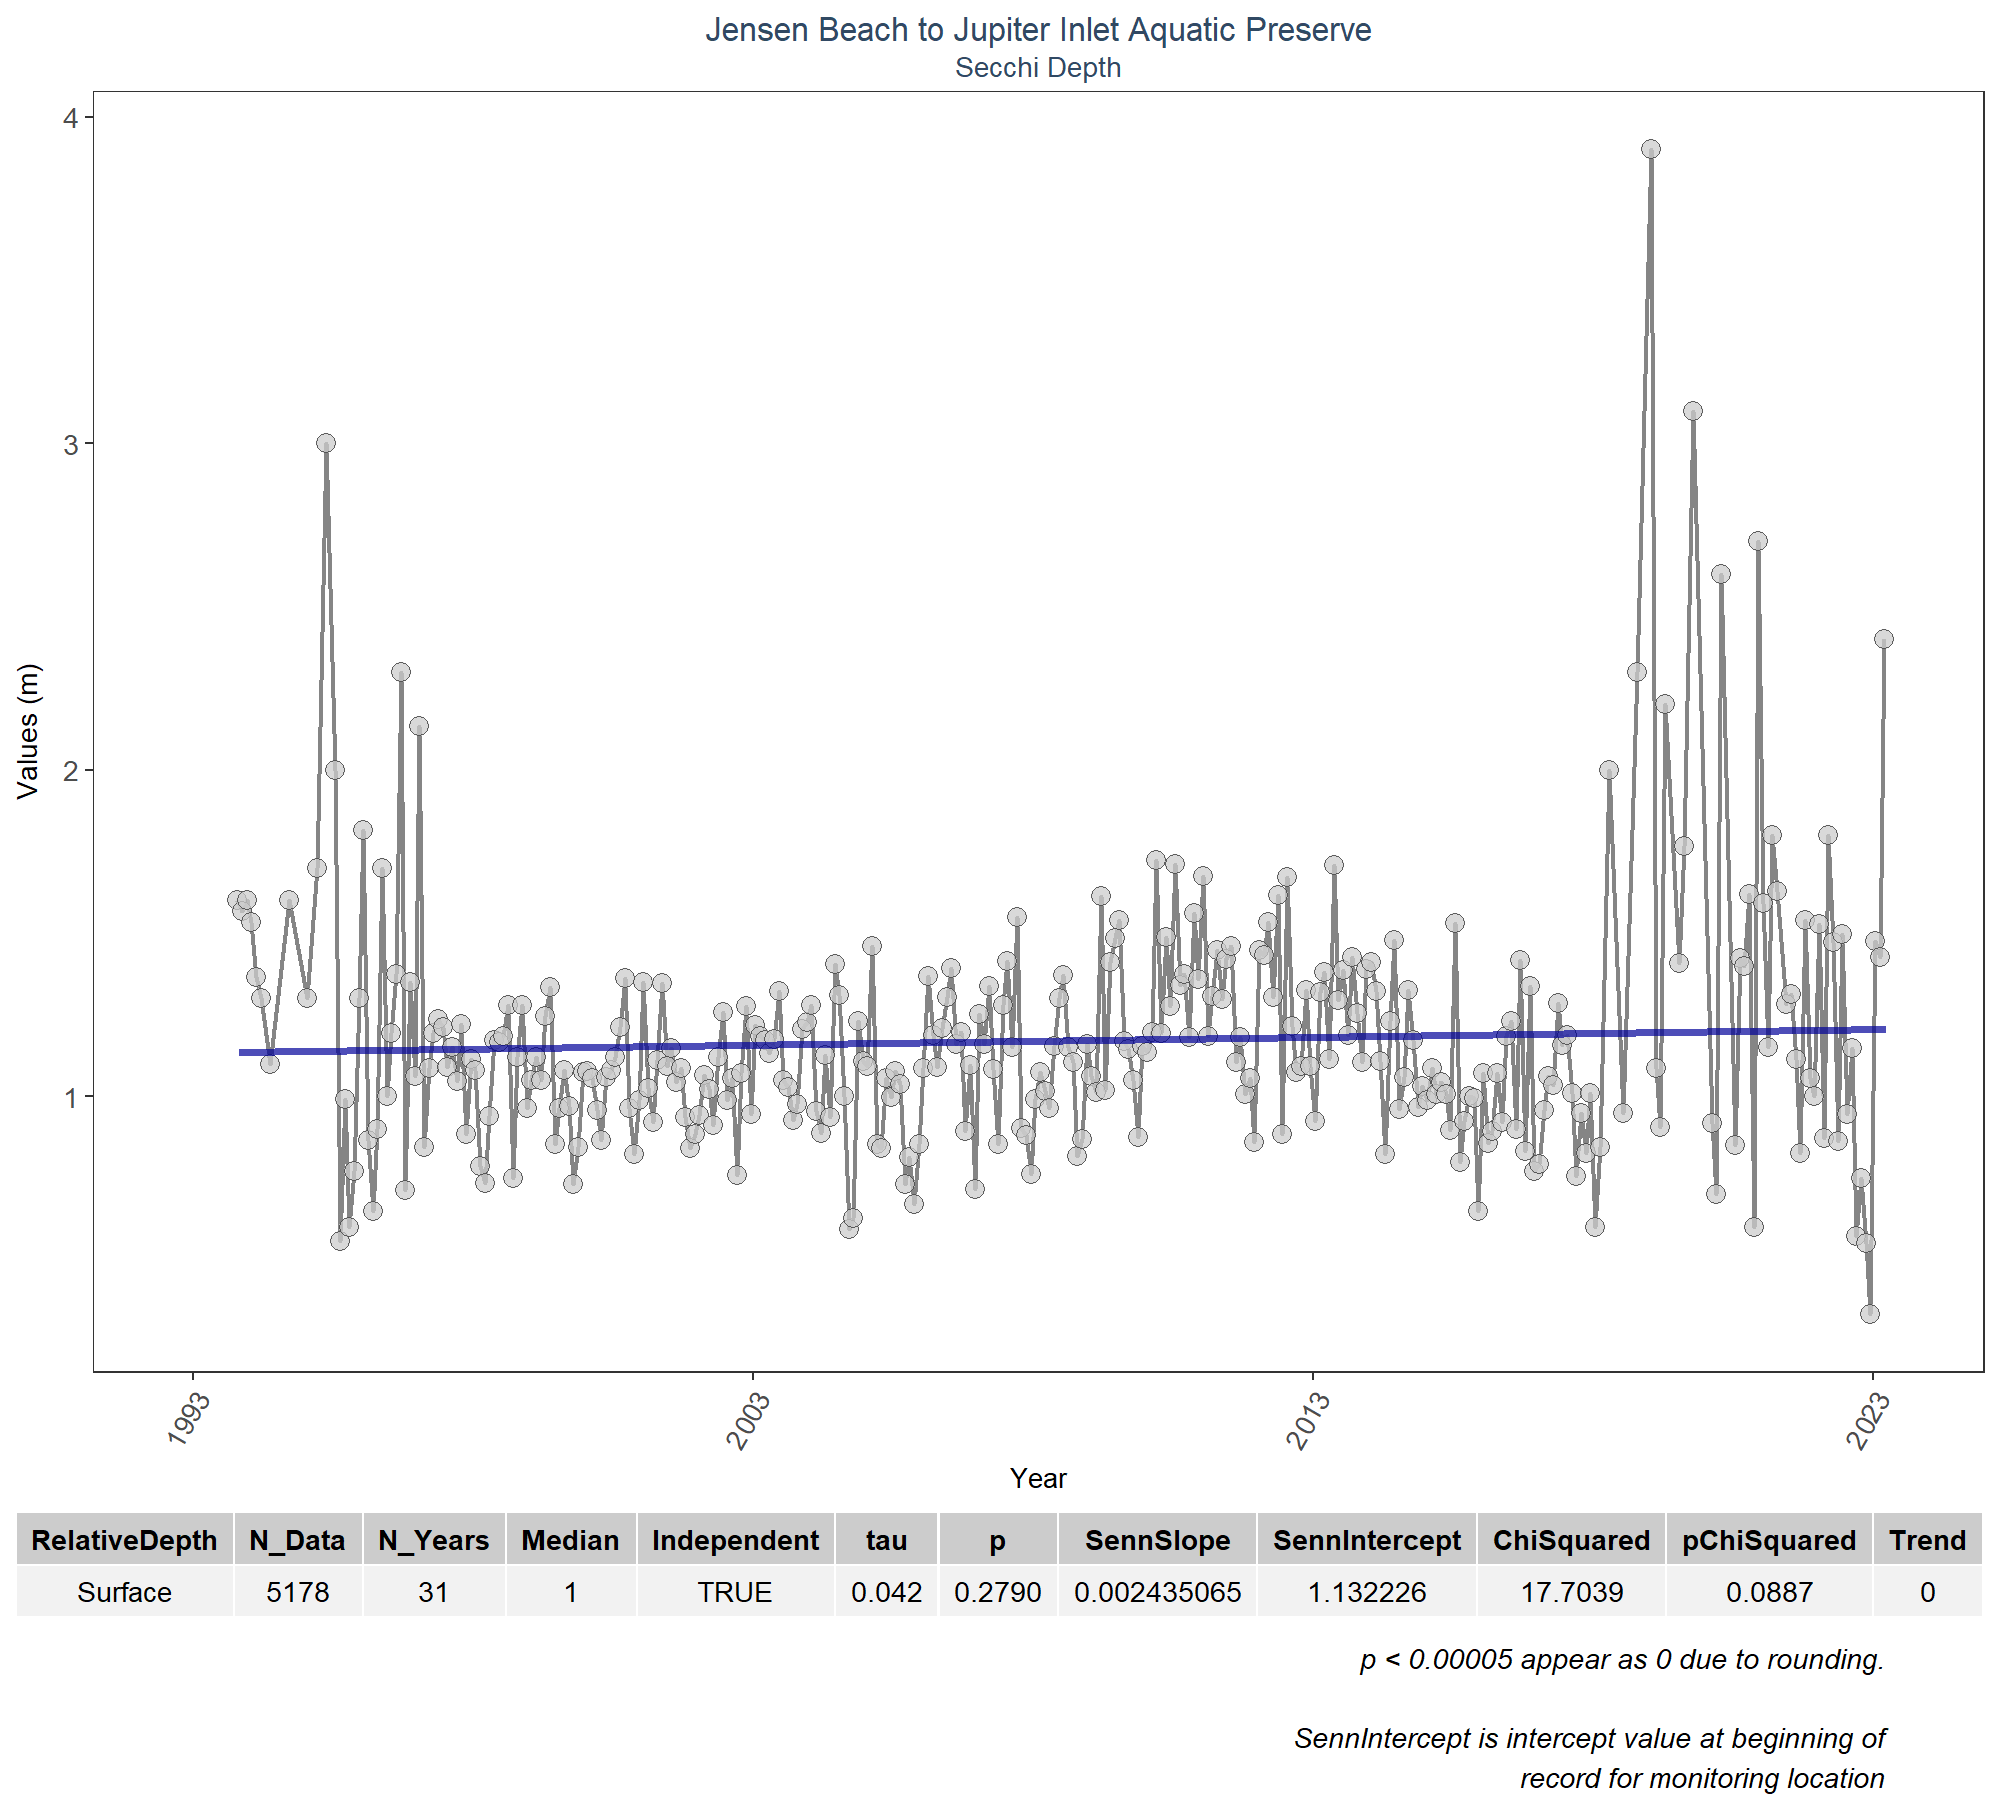 Jensen Beach to Jupiter Inlet Aquatic Preserve
Secchi Depth
4
3
2
1
Values (m)
1993
2003
2013
2023
Year
RelativeDepth N_Data N_Years Median Independent tau p SennSlope SennIntercept ChiSquared pChiSquared Trend
Surface 5178 31 1 TRUE 0.042 0.2790 0.002435065 1.132226 17.7039 0.0887 0
p < 0.00005 appear as 0 due to rounding.
SennIntercept is intercept value at beginning of
record for monitoring location